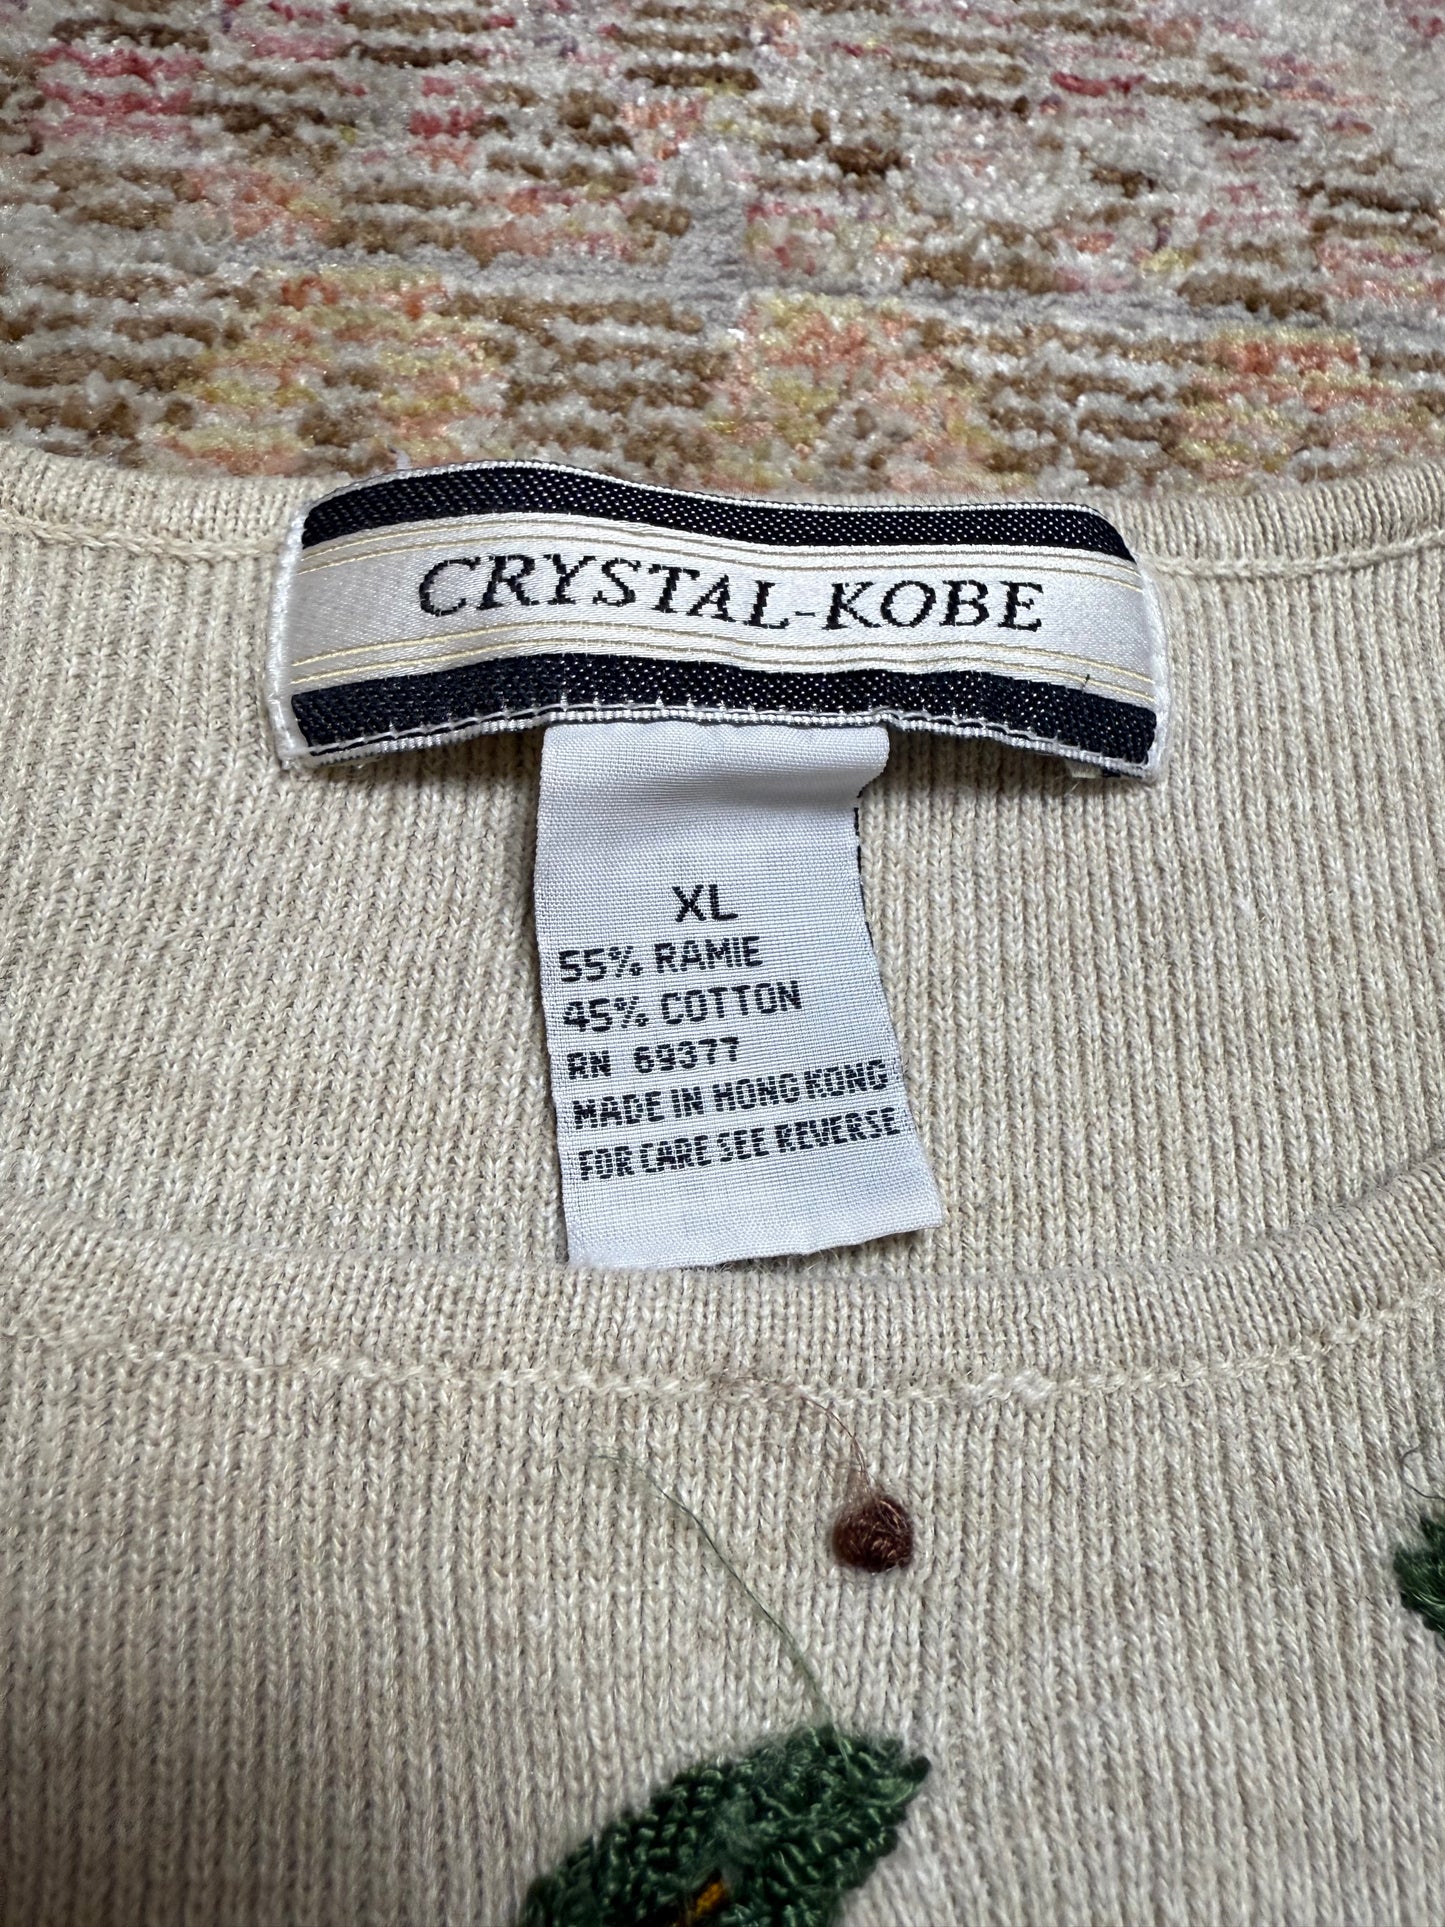 CRYSTAL-KOBE
XL
55% RAMIE
45% COTTON
RN 69377
MADE IN HONG KONG
FOR CARE SEE REVERSE